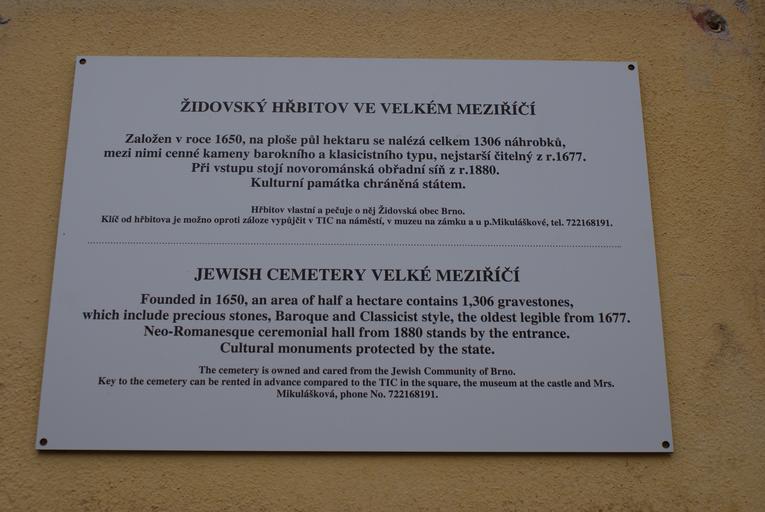 ŽIDOVSKÝ HŘBITOV VE VELKÉM MEZIŘÍČÍ
Založen v roce 1650, na ploše půl hektaru se nalézá celkem 1306 náhrobků,
mezi nimi cenné kameny barokního a klasicistního typu, nejstarší čitelný z r.1677.
Při vstupu stojí novorománská obřadní síň z r.1880.
Kulturní památka chráněná státem.
Hřbitov vlastní a pečuje o něj Židovská obec Brno.
Klíč od hřbitova je možno oproti záloze vypůjčit v TIC na náměstí, v muzeu na zámku a u p.Mikuláškové, tel. 722168191.
JEWISH CEMETERY VELKÉ MEZIŘÍČÍ
Founded in 1650, an area of half a hectare contains 1,306 gravestones,
which include precious stones, Baroque and Classicist style, the oldest legible from 1677.
Neo-Romanesque ceremonial hall from 1880 stands by the entrance.
Cultural monuments protected by the state.
The cemetery is owned and cared from the Jewish Community of Brno.
Key to the cemetery can be rented in advance compared to the TIC in the square, the museum at the castle and Mrs.
Mikulášková, phone No. 722168191.